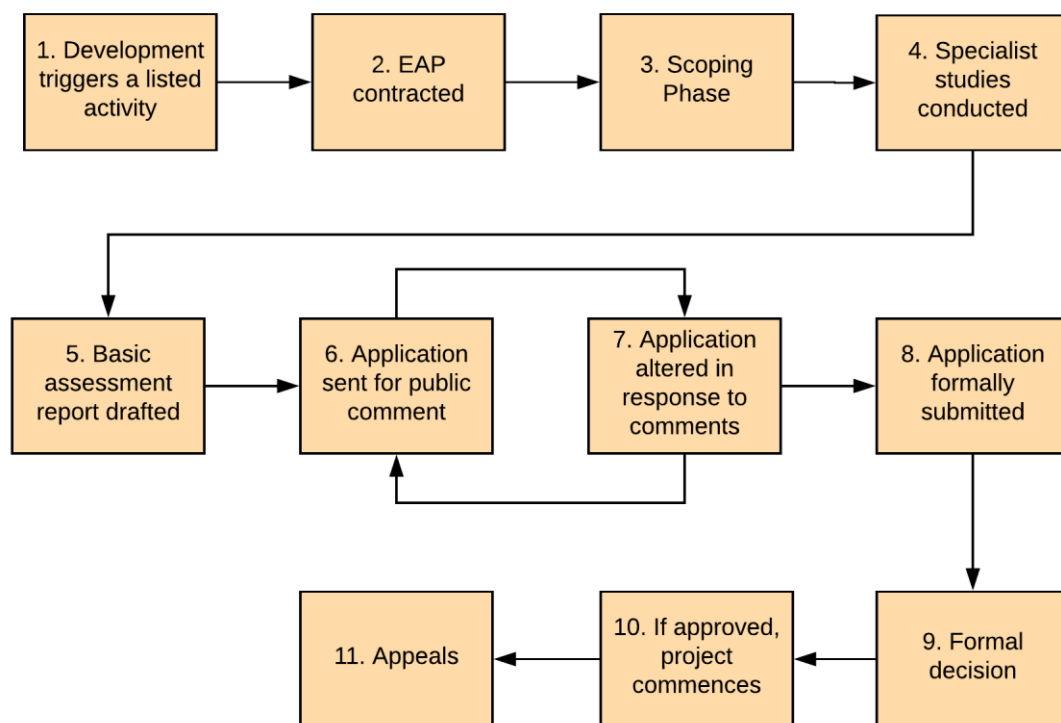 1. Development
triggers a listed
activity
2. EAP
contracted
3. Scoping
Phase
4. Specialist
studies
conducted
5. Basic
assessment
report drafted
6. Application
sent for public
comment
7. Application
altered in
response to
comments
8. Application
formally
submitted
9. Formal
decision
10. If approved,
project
commences
11. Appeals